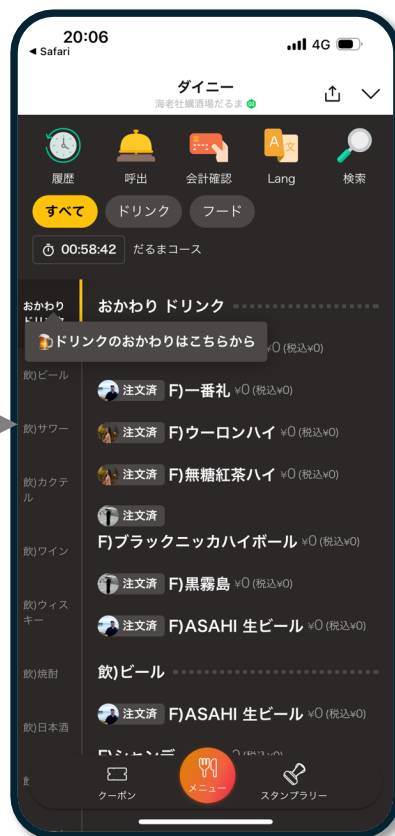 20:06
4G
◀ Safari
ダイニー
海老牡蠣酒場だるま
履歴
呼出
会計確認
Lang
検索
すべて
ドリンク
フード
00:58:42
だるまコース
おかわり
おかわり ドリンク
🍺ドリンクのおかわりはこちらから
¥0 (税込¥0)
飲)ビール
注文済 F)一番礼 ¥0 (税込¥0)
飲)サワー
注文済 F)ウーロンハイ ¥0 (税込¥0)
注文済 F)無糖紅茶ハイ ¥0 (税込¥0)
飲)カクテ
ル
注文済
F)ブラックニッカハイボール ¥0 (税込¥0)
飲)ワイン
注文済 F)黒霧島 ¥0 (税込¥0)
飲)ウィス
キー
注文済 F)ASAHI 生ビール ¥0 (税込¥0)
飲)焼酎
飲)ビール
注文済 F)ASAHI 生ビール ¥0 (税込¥0)
飲)日本酒
クーポン
メニュー
スタンプラリー